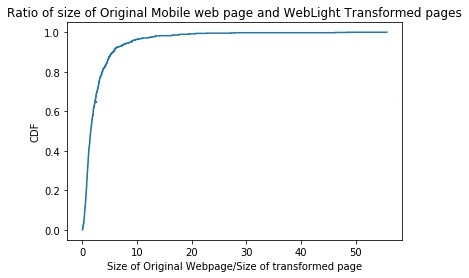 Ratio of size of Original Mobile web page and WebLight Transformed pages
1.0
0.8
0.6
0.4
0.2
0.0
CDF
0 10 20 30 40 50
Size of Original Webpage/Size of transformed page